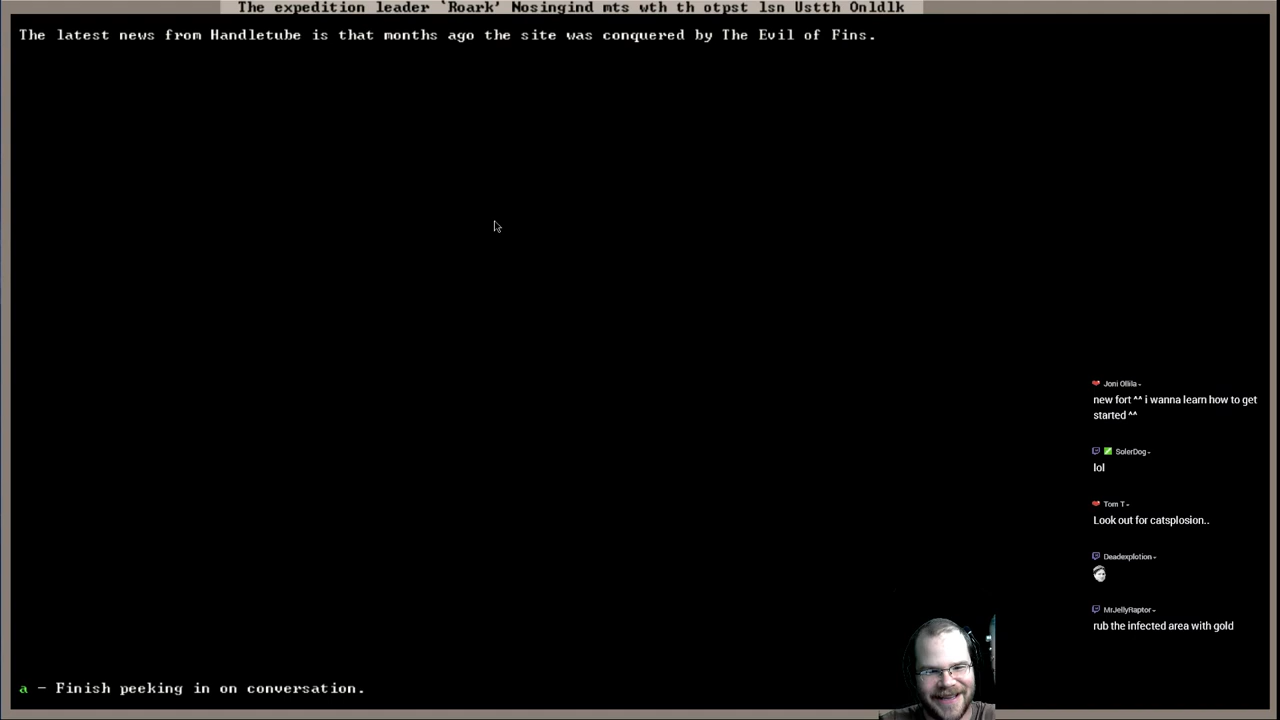 The expedition leader `Roark' Nosingind mts wth th otpst lsn Ustth Onldlk
The latest news from Handletube is that months ago the site was conquered by The Evil of Fins.
Joni Ollila -
new fort ^^ i wanna learn how to get
started ^^
SolerDog -
lol
Tom T -
Look out for catsplosion..
Deadexplotion -
MrJellyRaptor -
rub the infected area with gold
a - Finish peeking in on conversation.